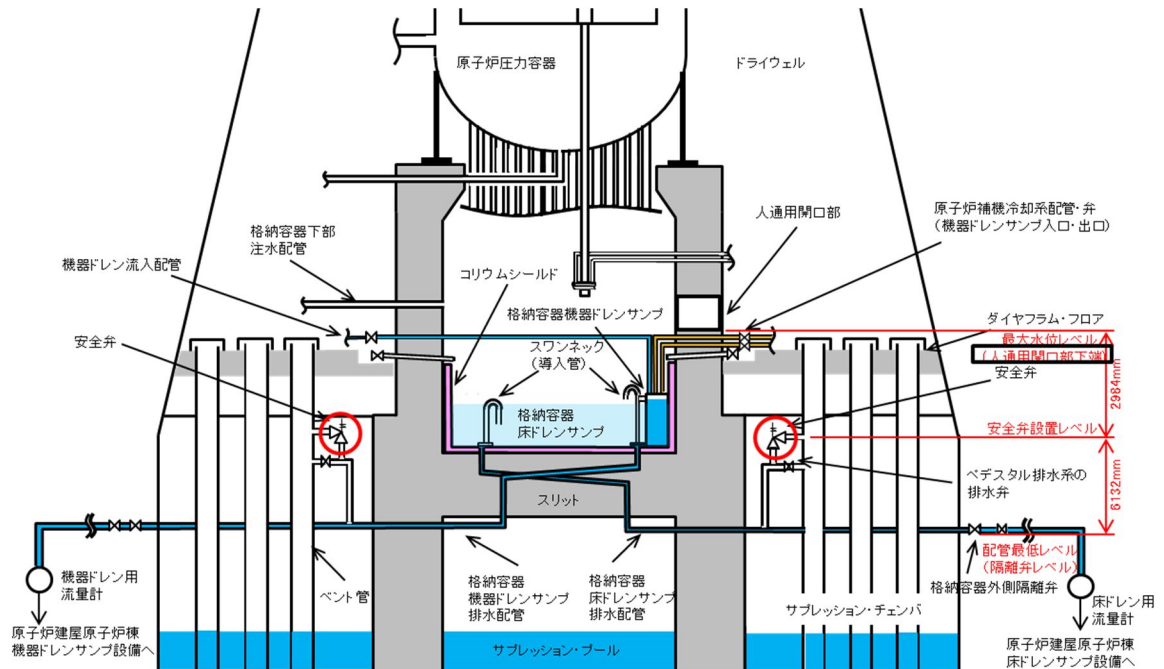 原子炉圧力容器
ドライウェル
格納容器下部
注水配管
人通用開口部
原子炉補機冷却系配管・弁
（機器ドレンサンプ入口・出口）
機器ドレン流入配管
コリウムシールド
格納容器機器ドレンサンプ
安全弁
スワンネック
（導入管）
ダイヤフラム・フロア
最大水位レベル
（人通用開口部下端）
安全弁
2984mm
格納容器
床ドレンサンプ
安全弁設置レベル
ペデスタル排水系の
排水弁
6132mm
スリット
配管最低レベル
（隔離弁レベル）
格納容器外側隔離弁
機器ドレン用
流量計
ベント管
格納容器
機器ドレンサンプ
排水配管
格納容器
床ドレンサンプ
排水配管
サプレッション・チェンバ
床ドレン用
流量計
原子炉建屋原子炉棟
機器ドレンサンプ設備へ
サプレッション・プール
原子炉建屋原子炉棟
床ドレンサンプ設備へ